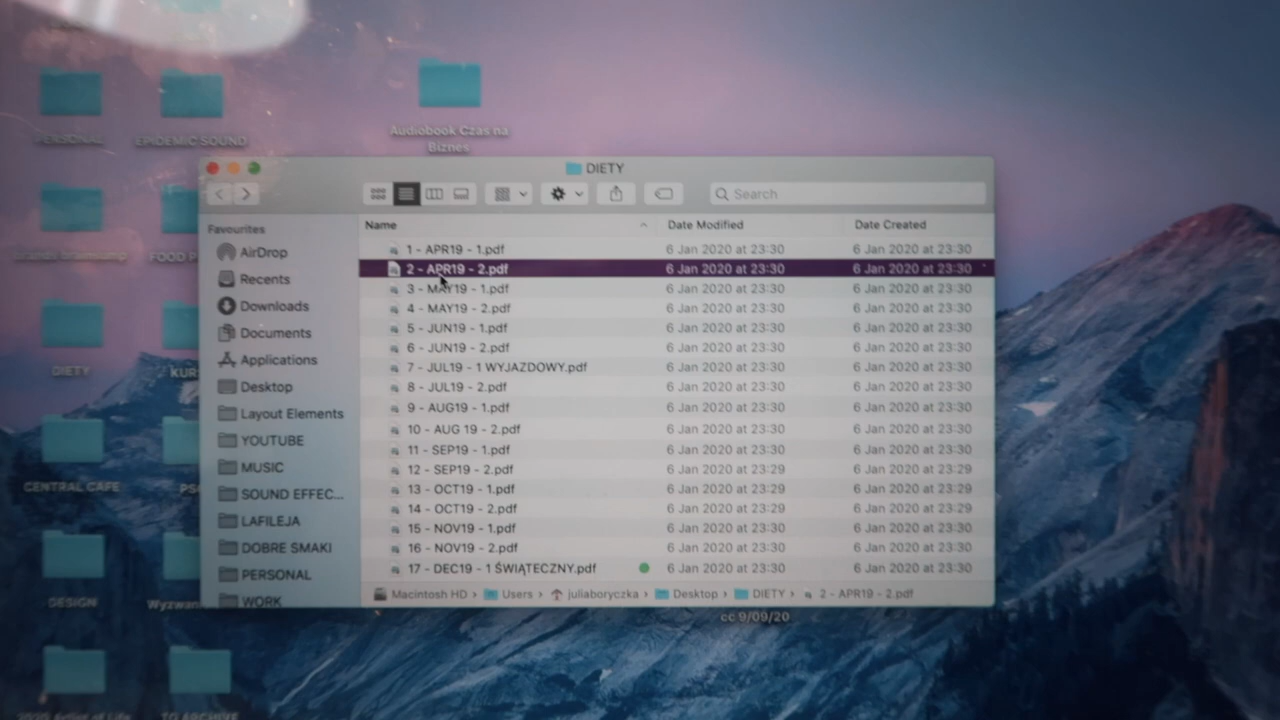 PERSONAL
EPIDEMIC SOUND
Audiobook Czas na
Biznes
DIETY
Search
Favourites
Name
Date Modified
Date Created
AirDrop
1 - APR19 - 1.pdf
6 Jan 2020 at 23:30
6 Jan 2020 at 23:30
2 - APR19 - 2.pdf
6 Jan 2020 at 23:30
6 Jan 2020 at 23:30
Recents
3 - MAY19 - 1.pdf
6 Jan 2020 at 23:30
6 Jan 2020 at 23:30
Downloads
4 - MAY19 - 2.pdf
6 Jan 2020 at 23:30
6 Jan 2020 at 23:30
Documents
5 - JUN19 - 1.pdf
6 Jan 2020 at 23:30
6 Jan 2020 at 23:30
6 - JUN19 - 2.pdf
6 Jan 2020 at 23:30
6 Jan 2020 at 23:30
Applications
7 - JUL19 - 1 WYJAZDOWY.pdf
6 Jan 2020 at 23:30
6 Jan 2020 at 23:30
Desktop
8 - JUL19 - 2.pdf
6 Jan 2020 at 23:30
6 Jan 2020 at 23:30
Layout Elements
9 - AUG19 - 1.pdf
6 Jan 2020 at 23:30
6 Jan 2020 at 23:30
10 - AUG 19 - 2.pdf
6 Jan 2020 at 23:30
6 Jan 2020 at 23:30
YOUTUBE
11 - SEP19 - 1.pdf
6 Jan 2020 at 23:30
6 Jan 2020 at 23:30
MUSIC
12 - SEP19 - 2.pdf
6 Jan 2020 at 23:29
6 Jan 2020 at 23:29
SOUND EFFEC...
13 - OCT19 - 1.pdf
6 Jan 2020 at 23:29
6 Jan 2020 at 23:29
14 - OCT19 - 2.pdf
6 Jan 2020 at 23:29
6 Jan 2020 at 23:29
LAFILEJA
15 - NOV19 - 1.pdf
6 Jan 2020 at 23:30
6 Jan 2020 at 23:30
DOBRE SMAKI
16 - NOV19 - 2.pdf
6 Jan 2020 at 23:30
6 Jan 2020 at 23:30
PERSONAL
17 - DEC19 - 1 ŚWIĄTECZNY.pdf
6 Jan 2020 at 23:30
6 Jan 2020 at 23:30
WORK
Macintosh HD › Users › juliaboryczka › Desktop › DIETY › 2 - APR19 - 2.pdf
cc 9/09/20
FOOD P
DIETY
KUR
CENTRAL CAFE
PS
DESIGN
Wyzwan
TO ARCHIVE